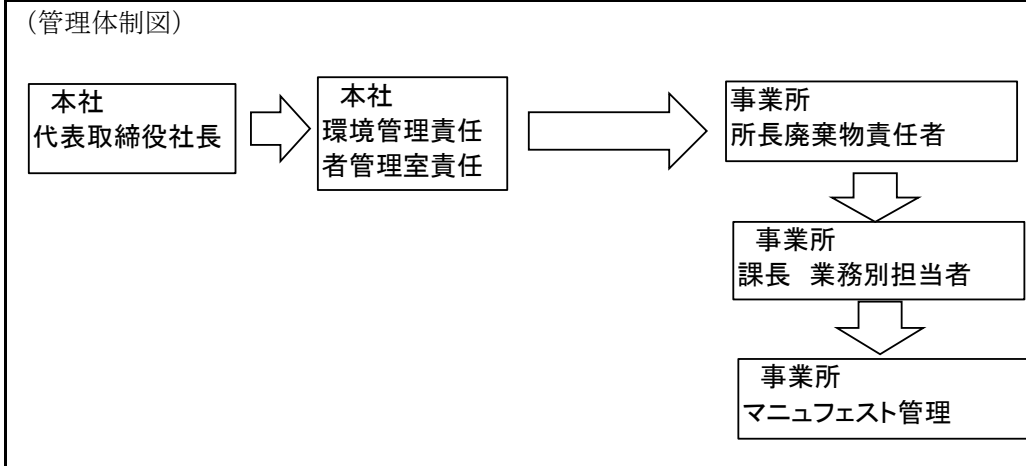 （管理体制図）
本社
代表取締役社長
本社
環境管理責任
者管理室責任
事業所
所長廃棄物責任者
事業所
課長　業務別担当者
事業所
マニュフェスト管理